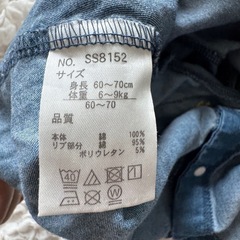 NO. SS8152
サイズ
身長 60~70cm
体重 6~9kg
60~70
品質
本体 綿 100%
リブ部分 綿 95%
ポリウレタン 5%
40